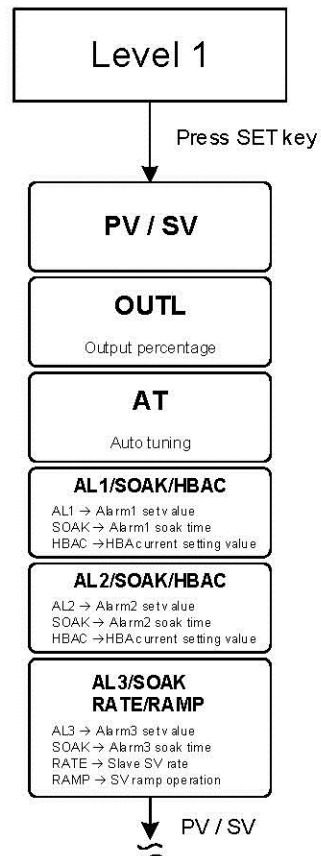 Level 1
Press SET key
PV / SV
OUTL
Output percentage
AT
Auto tuning
AL1/SOAK/HBAC
AL1 → Alarm1 set value
SOAK → Alarm1 soak time
HBAC → HBA current setting value
AL2/SOAK/HBAC
AL2 → Alarm2 set value
SOAK → Alarm2 soak time
HBAC → HBA current setting value
AL3/SOAK
RATE/RAMP
AL3 → Alarm3 set value
SOAK → Alarm3 soak time
RATE → Slave SV rate
RAMP → SV ramp operation
PV / SV